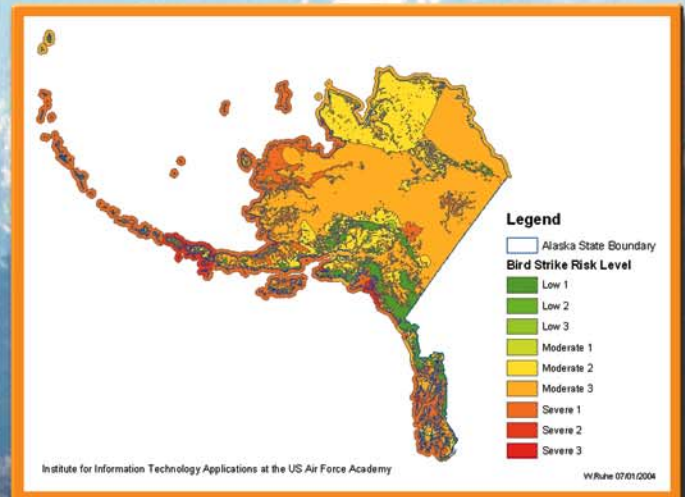 Legend
Alaska State Boundary
Bird Strike Risk Level
Low 1
Low 2
Low 3
Moderate 1
Moderate 2
Moderate 3
Severe 1
Severe 2
Severe 3
Institute for Information Technology Applications at the US Air Force Academy
W.Ruhe 07/01/2004